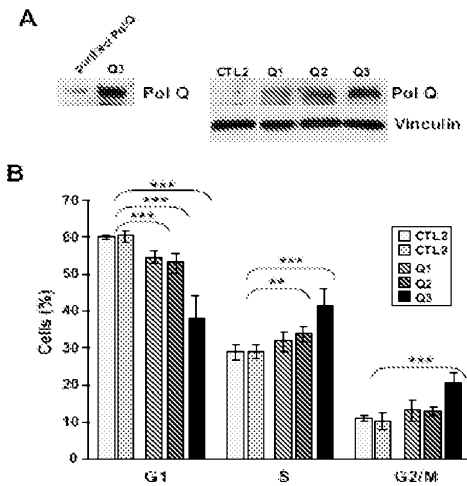 A
purified Pol Q
Q3
Pol Q
CTL2 Q1 Q2 Q3
Pol Q
Vinculin
B
***
***
***
***
**
***
70
60
50
40
30
20
10
0
Cells (%)
CTL2
CTL3
Q1
Q2
Q3
G1 S G2/M